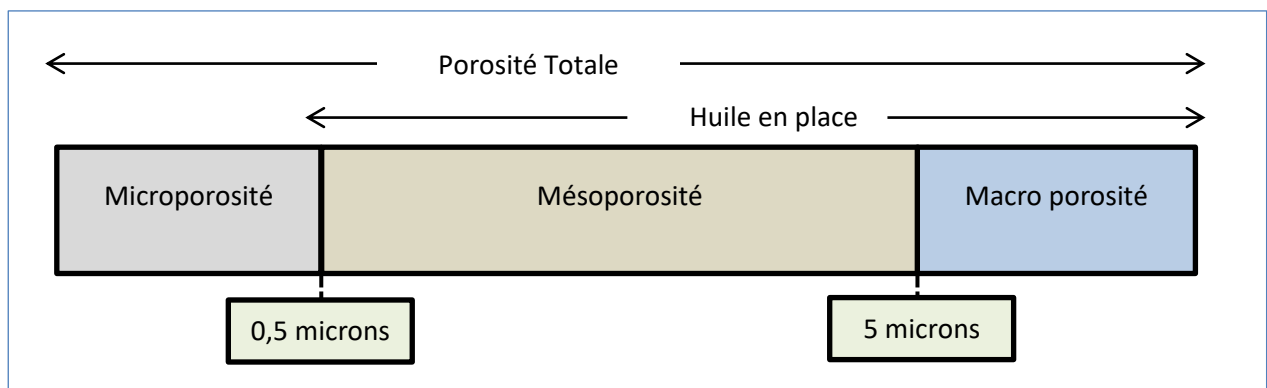 Porosité Totale
Huile en place
Microporosité
Mésoporosité
Macro porosité
0,5 microns
5 microns